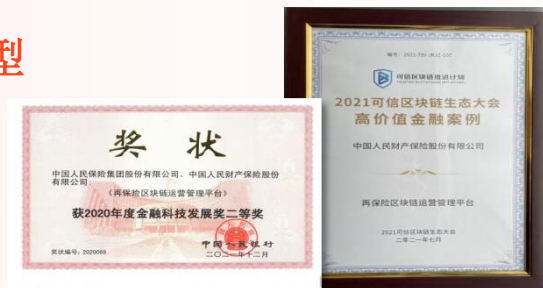 型
奖 状
中国人民保险集团股份有限公司、中国人民财产保险股份
有限公司:
《再保险区块链运营管理平台》
获2020年度金融科技发展奖二等奖
奖状编号:2020069
中国人民银行
二〇二一年十二月
可信区块链推进计划
2021可信区块链生态大会
高价值金融案例
中国人民财产保险股份有限公司
再保险区块链运营管理平台
2021可信区块链生态大会
二零二一年七月